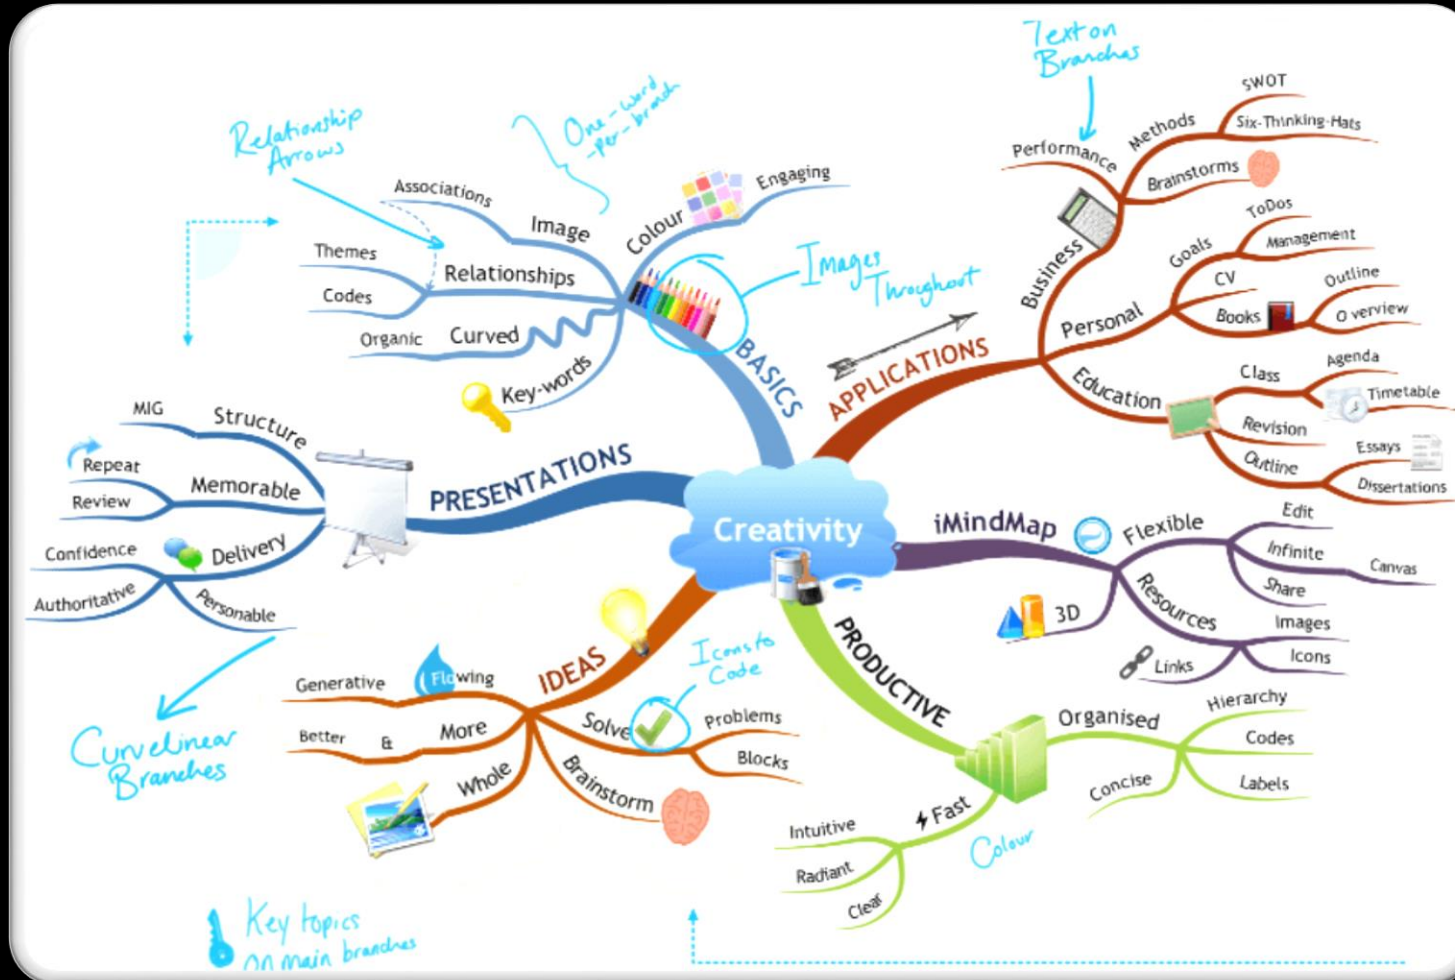 Text on
Branches
Relationship
Arrows
One-word
-per-branch
Images
Throughout
Curvelinear
Branches
Icons to
Code
Colour
Key topics
on main branches
Creativity
BASICS
Colour
Engaging
Image
Associations
Relationships
Themes
Codes
Curved
Organic
Key-words
APPLICATIONS
Business
Performance
Methods
SWOT
Six-Thinking-Hats
Brainstorms
Personal
Goals
ToDos
Management
CV
Books
Outline
Overview
Education
Class
Agenda
Timetable
Revision
Outline
Essays
Dissertations
iMindMap
Flexible
Edit
Infinite
Canvas
Share
Resources
Images
Icons
Links
3D
PRODUCTIVE
Organised
Hierarchy
Codes
Labels
Concise
Fast
Intuitive
Radiant
Clear
IDEAS
Flowing
Generative
More
&
Better
Whole
Brainstorm
Solve
Problems
Blocks
PRESENTATIONS
Structure
MIG
Memorable
Repeat
Review
Delivery
Confidence
Authoritative
Personable